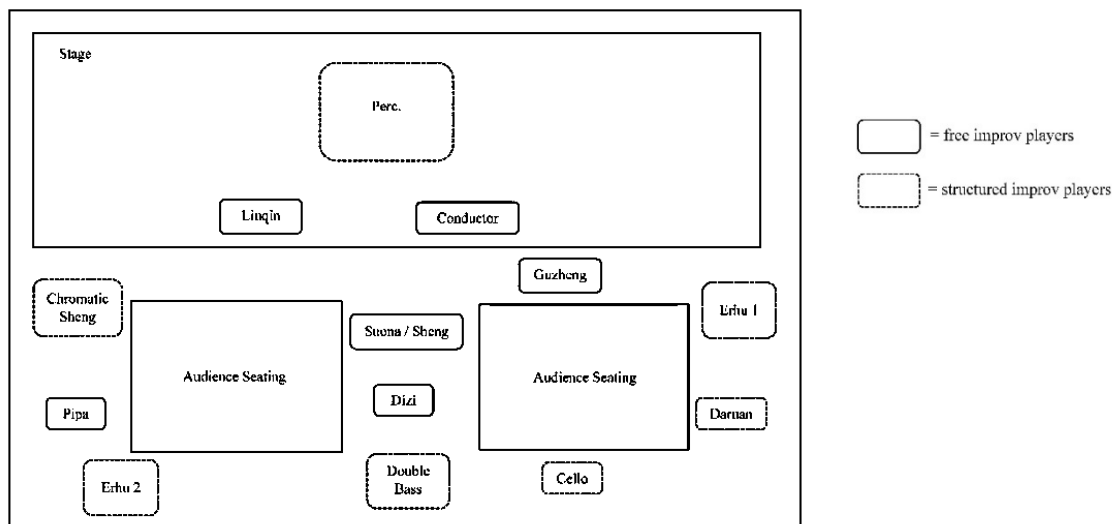 Stage
Perc.
Liuqin
Conductor
= free improv players
= structured improv players
Guzheng
Chromatic
Sheng
Erhu 1
Suona / Sheng
Audience Seating
Audience Seating
Pipa
Dizi
Daruan
Erhu 2
Double
Bass
Cello